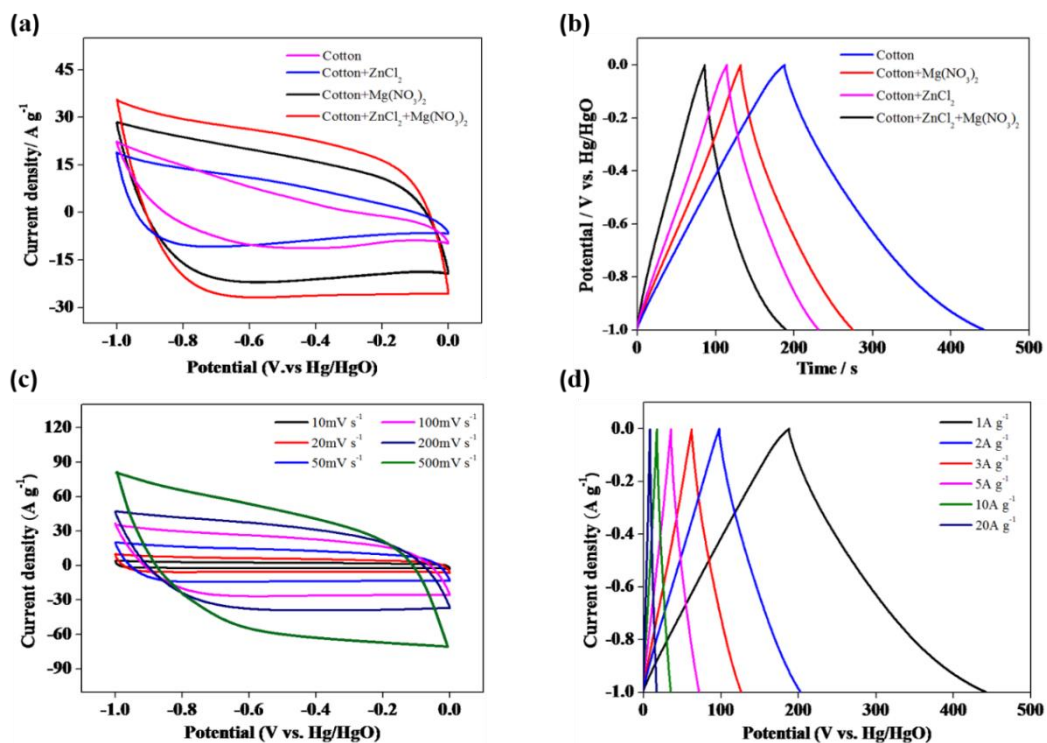 (a)
Cotton
Cotton+ZnCl₂
Cotton+Mg(NO₃)₂
Cotton+ZnCl₂+Mg(NO₃)₂
45
30
15
0
-15
-30
Current density/ A g⁻¹
-1.0 -0.8 -0.6 -0.4 -0.2 0.0
Potential (V.vs Hg/HgO)
(b)
Cotton
Cotton+Mg(NO₃)₂
Cotton+ZnCl₂
Cotton+ZnCl₂+Mg(NO₃)₂
0.0
-0.2
-0.4
-0.6
-0.8
-1.0
Potential / V vs. Hg/HgO
0 100 200 300 400 500
Time / s
(c)
10mV s⁻¹ 100mV s⁻¹
20mV s⁻¹ 200mV s⁻¹
50mV s⁻¹ 500mV s⁻¹
120
90
60
30
0
-30
-60
-90
Current density (A g⁻¹)
-1.0 -0.8 -0.6 -0.4 -0.2 0.0
Potential (V vs. Hg/HgO)
(d)
1A g⁻¹
2A g⁻¹
3A g⁻¹
5A g⁻¹
10A g⁻¹
20A g⁻¹
0.0
-0.2
-0.4
-0.6
-0.8
-1.0
Current density (A g⁻¹)
0 100 200 300 400 500
Potential (V vs. Hg/HgO)